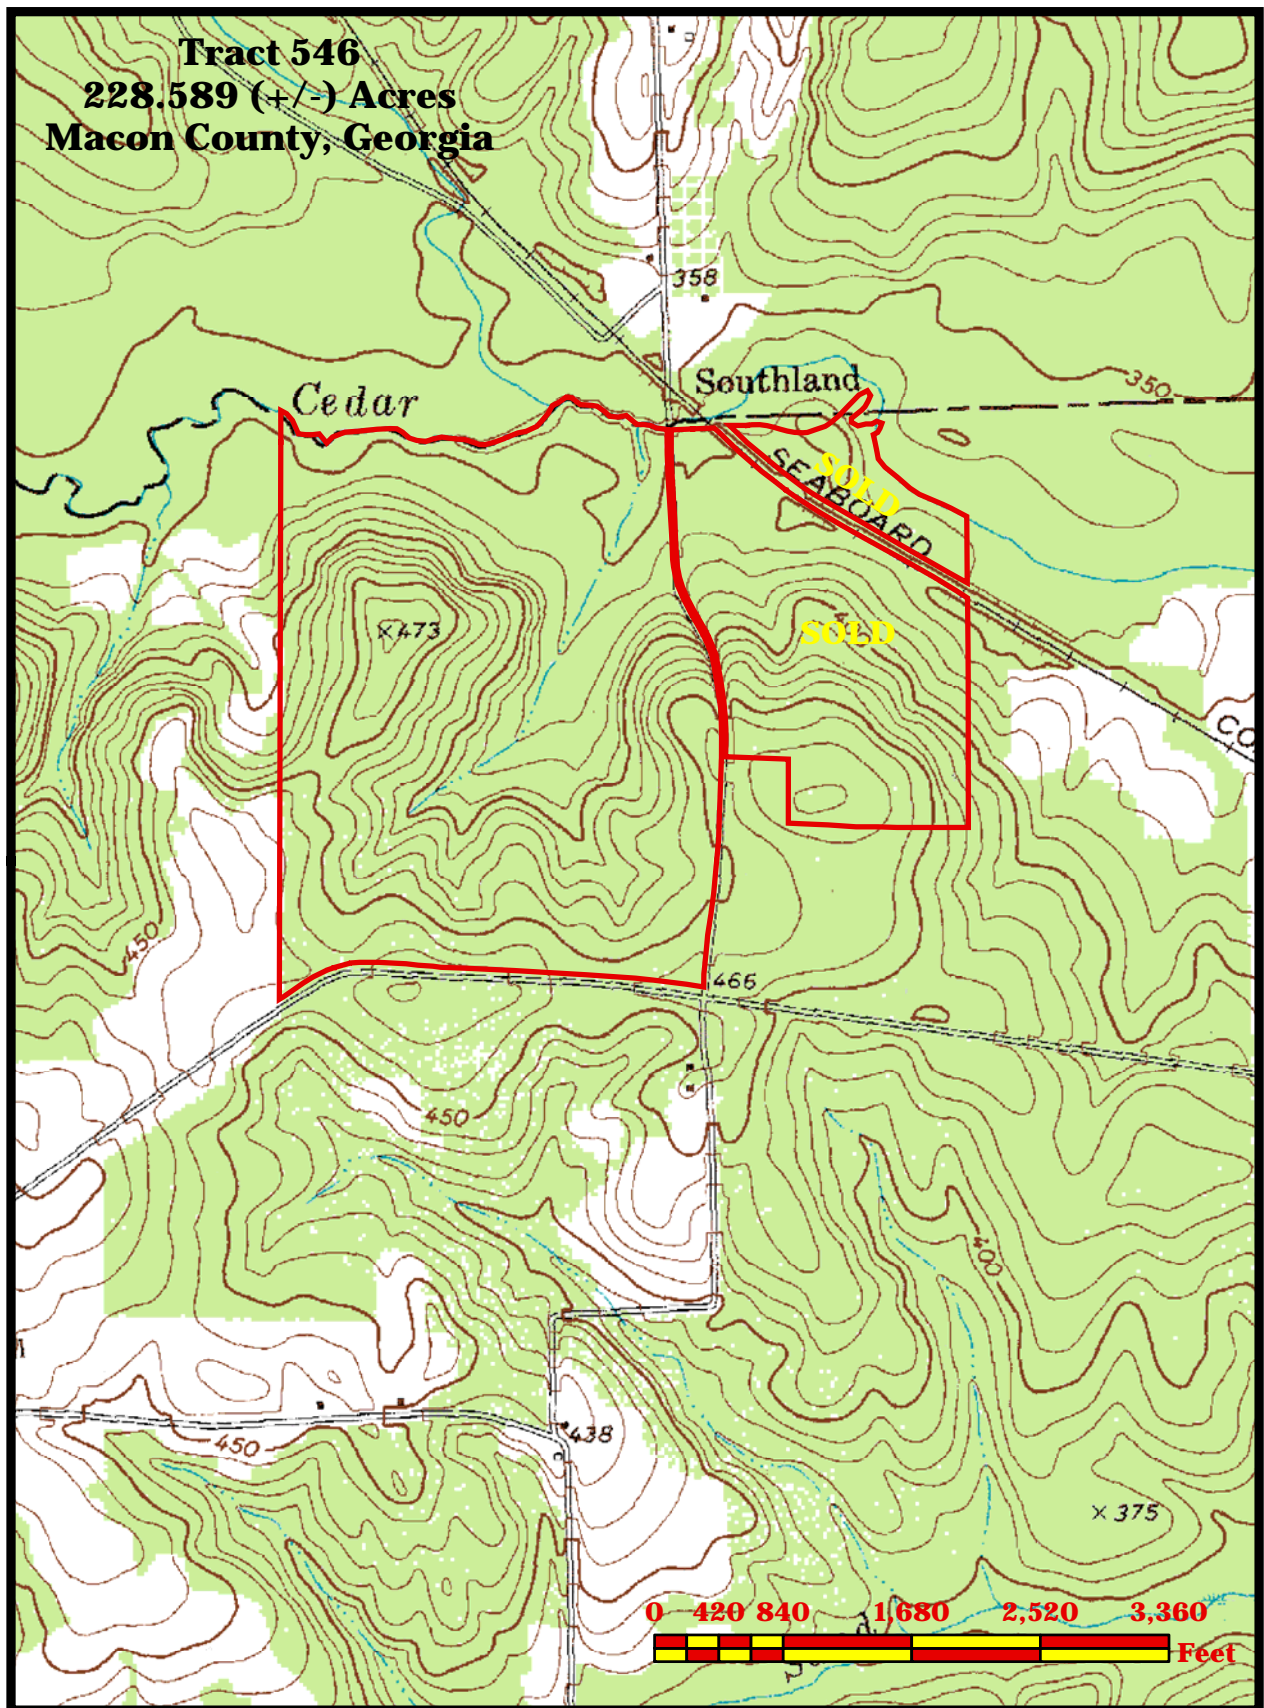 Tract 546
228.589 (+/-) Acres
Macon County, Georgia
358
Southland
350
Cedar
SEABOARD
SOLD
×473
SOLD
CO
450
466
450
400
450
438
×375
0 420 840 1,680 2,520 3,360
Feet